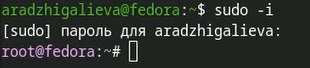 aradzhigalieva@fedora:~$ sudo -i
[sudo] пароль для aradzhigalieva:
root@fedora:~#